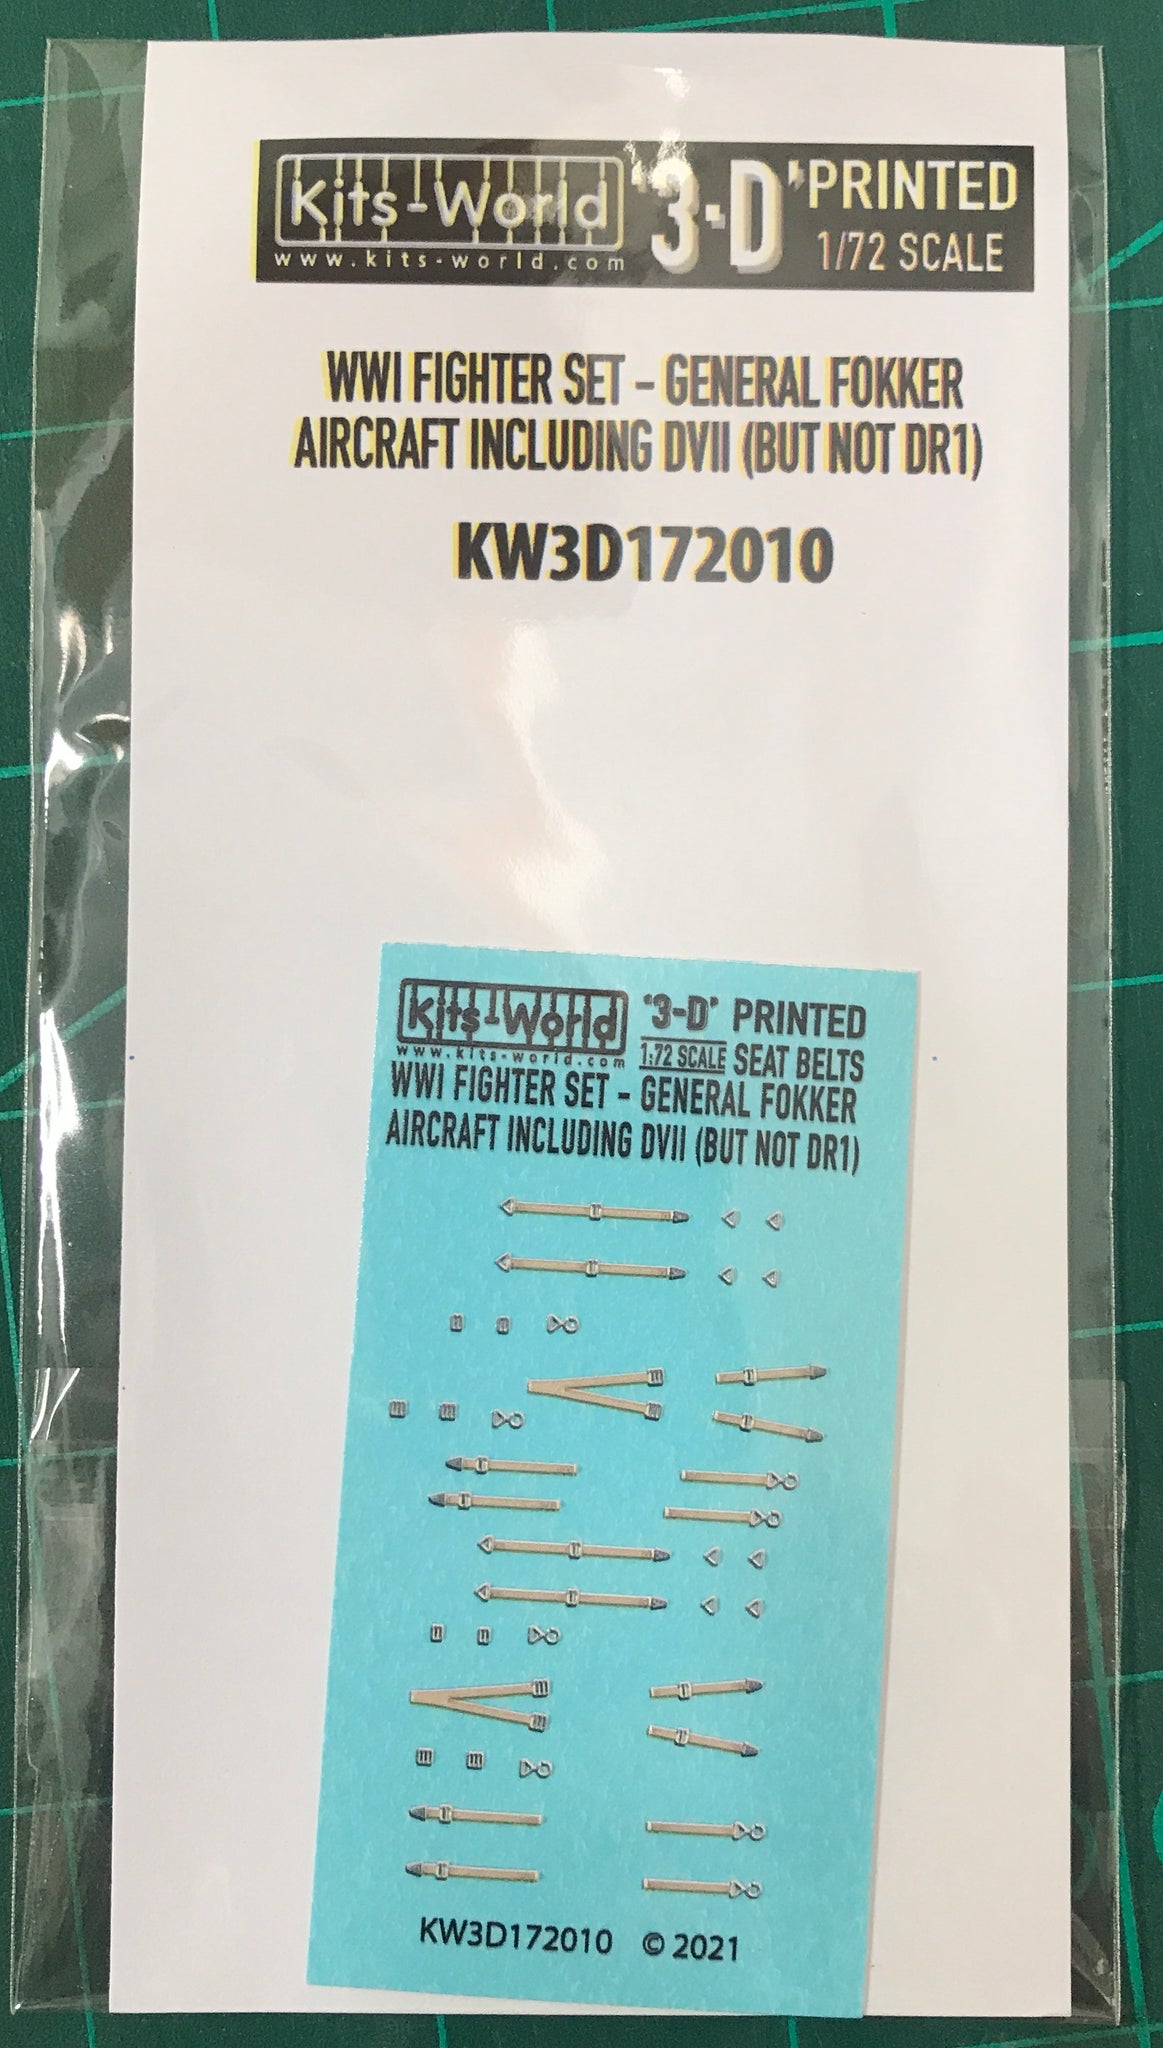 Kits-World '3-D' PRINTED
www.kits-world.com 1/72 SCALE
WWI FIGHTER SET – GENERAL FOKKER
AIRCRAFT INCLUDING DVII (BUT NOT DR1)
KW3D172010
Kits-World '3-D' PRINTED
www.kits-world.com 1:72 SCALE SEAT BELTS
WWI FIGHTER SET – GENERAL FOKKER
AIRCRAFT INCLUDING DVII (BUT NOT DR1)
KW3D172010 © 2021